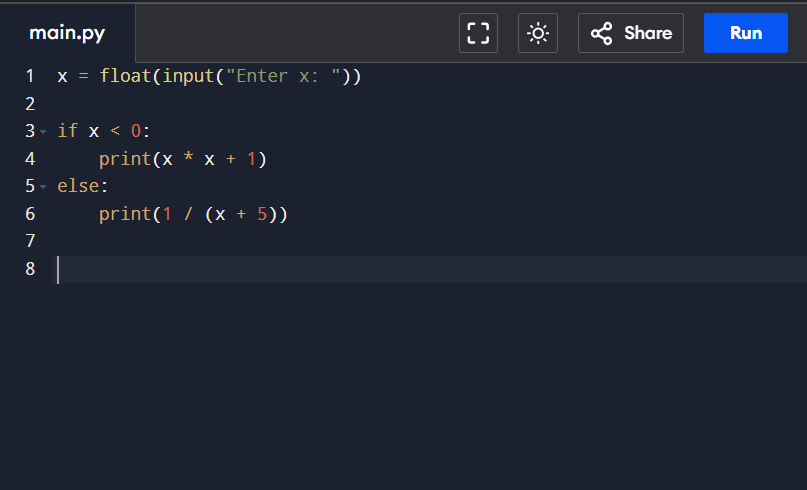 main.py
Share
Run
1 x = float(input("Enter x: "))
2
3 if x < 0:
4     print(x * x + 1)
5 else:
6     print(1 / (x + 5))
7
8